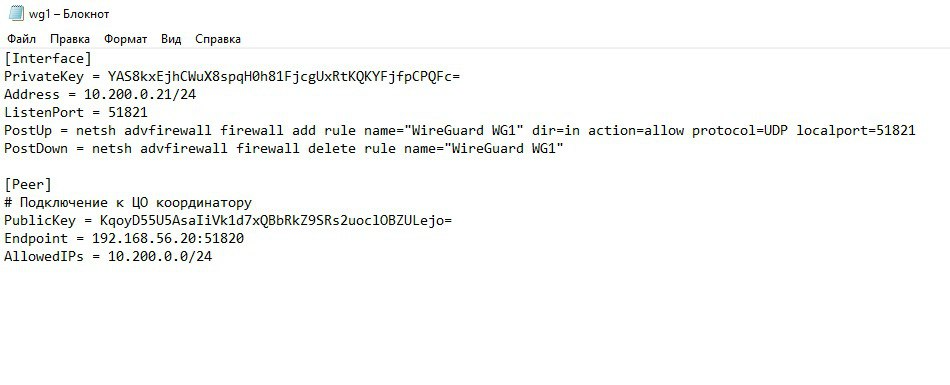 wg1 – Блокнот
Файл Правка Формат Вид Справка
[Interface]
PrivateKey = YAS8kxEjhCWuX8spqH0h81FjcgUxRtKQKYFjfpCPQFc=
Address = 10.200.0.21/24
ListenPort = 51821
PostUp = netsh advfirewall firewall add rule name="WireGuard WG1" dir=in action=allow protocol=UDP localport=51821
PostDown = netsh advfirewall firewall delete rule name="WireGuard WG1"
[Peer]
# Подключение к ЦО координатору
PublicKey = KqoyD55U5AsaIiVk1d7xQBbRkZ9SRs2uoclOBZULejo=
Endpoint = 192.168.56.20:51820
AllowedIPs = 10.200.0.0/24